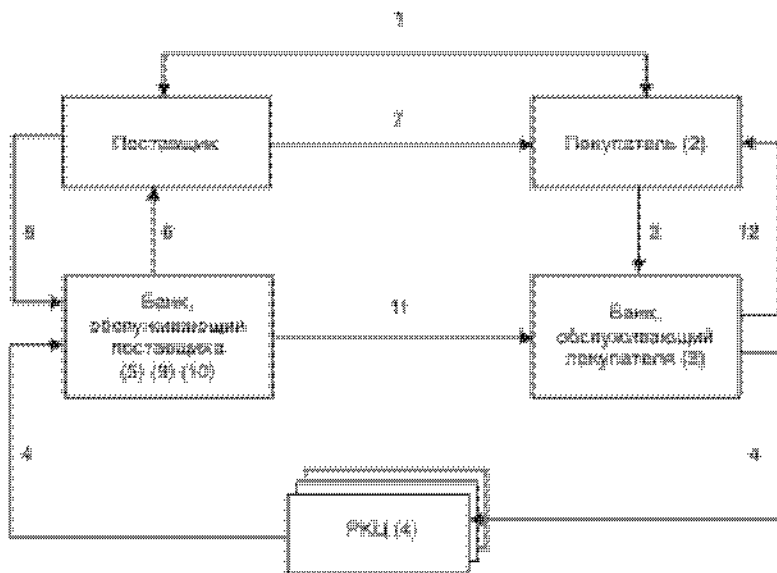 1
Поставщик
7
Покупатель (2)
8
6
2
12
Банк,
обслуживающий
поставщика
(5) (9) (10)
11
Банк,
обслуживающий
покупателя (3)
4
4
РКЦ (4)